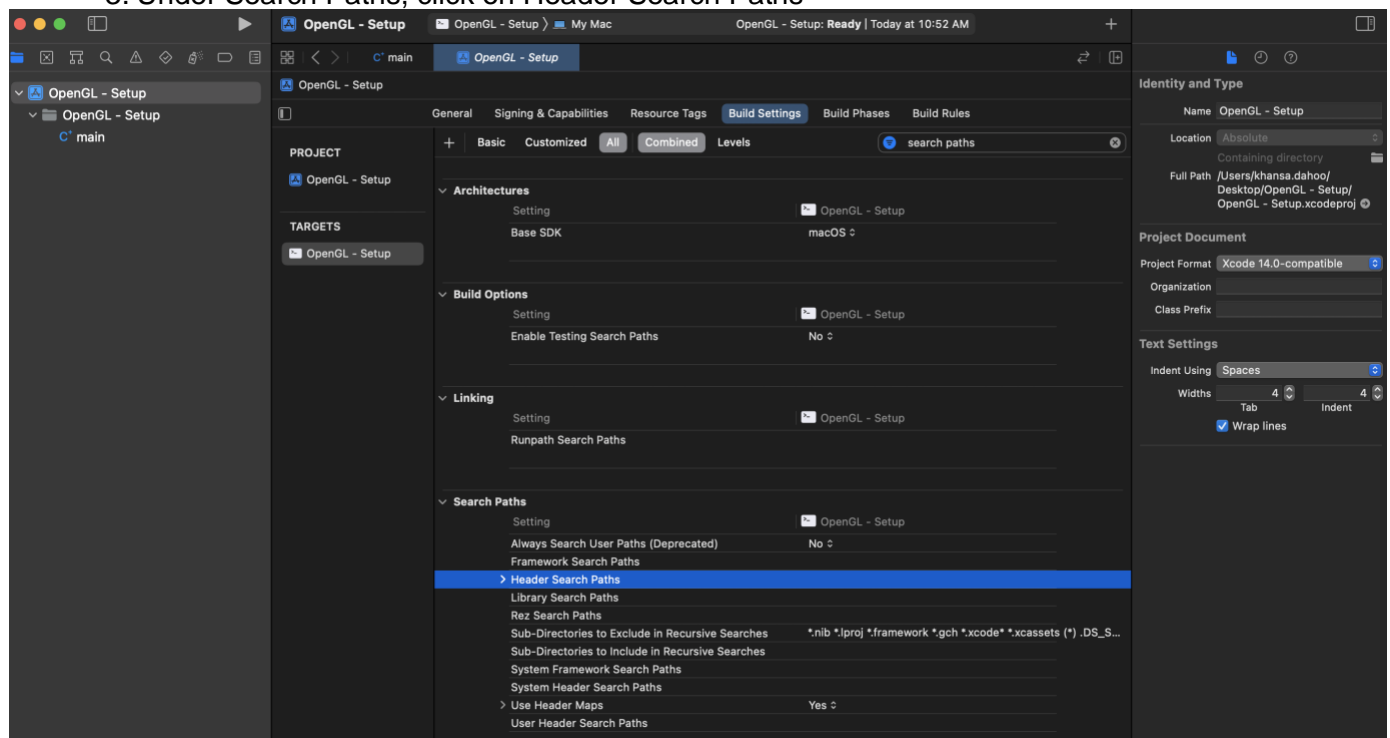 OpenGL - Setup
OpenGL - Setup 〉 My Mac
OpenGL - Setup: Ready | Today at 10:52 AM
main
OpenGL - Setup
OpenGL - Setup
OpenGL - Setup
OpenGL - Setup
main
General Signing & Capabilities Resource Tags Build Settings Build Phases Build Rules
Basic Customized All Combined Levels
search paths
PROJECT
OpenGL - Setup
TARGETS
OpenGL - Setup
Architectures
Setting OpenGL - Setup
Base SDK macOS
Build Options
Setting OpenGL - Setup
Enable Testing Search Paths No
Linking
Setting OpenGL - Setup
Runpath Search Paths
Search Paths
Setting OpenGL - Setup
Always Search User Paths (Deprecated) No
Framework Search Paths
Header Search Paths
Library Search Paths
Rez Search Paths
Sub-Directories to Exclude in Recursive Searches *.nib *.lproj *.framework *.gch *.xcode* *.xcassets (*) .DS_S...
Sub-Directories to Include in Recursive Searches
System Framework Search Paths
System Header Search Paths
Use Header Maps Yes
User Header Search Paths
Identity and Type
Name OpenGL - Setup
Location Absolute
Containing directory
Full Path /Users/khansa.dahoo/
Desktop/OpenGL - Setup/
OpenGL - Setup.xcodeproj
Project Document
Project Format Xcode 14.0-compatible
Organization
Class Prefix
Text Settings
Indent Using Spaces
Widths 4 4
Tab Indent
Wrap lines